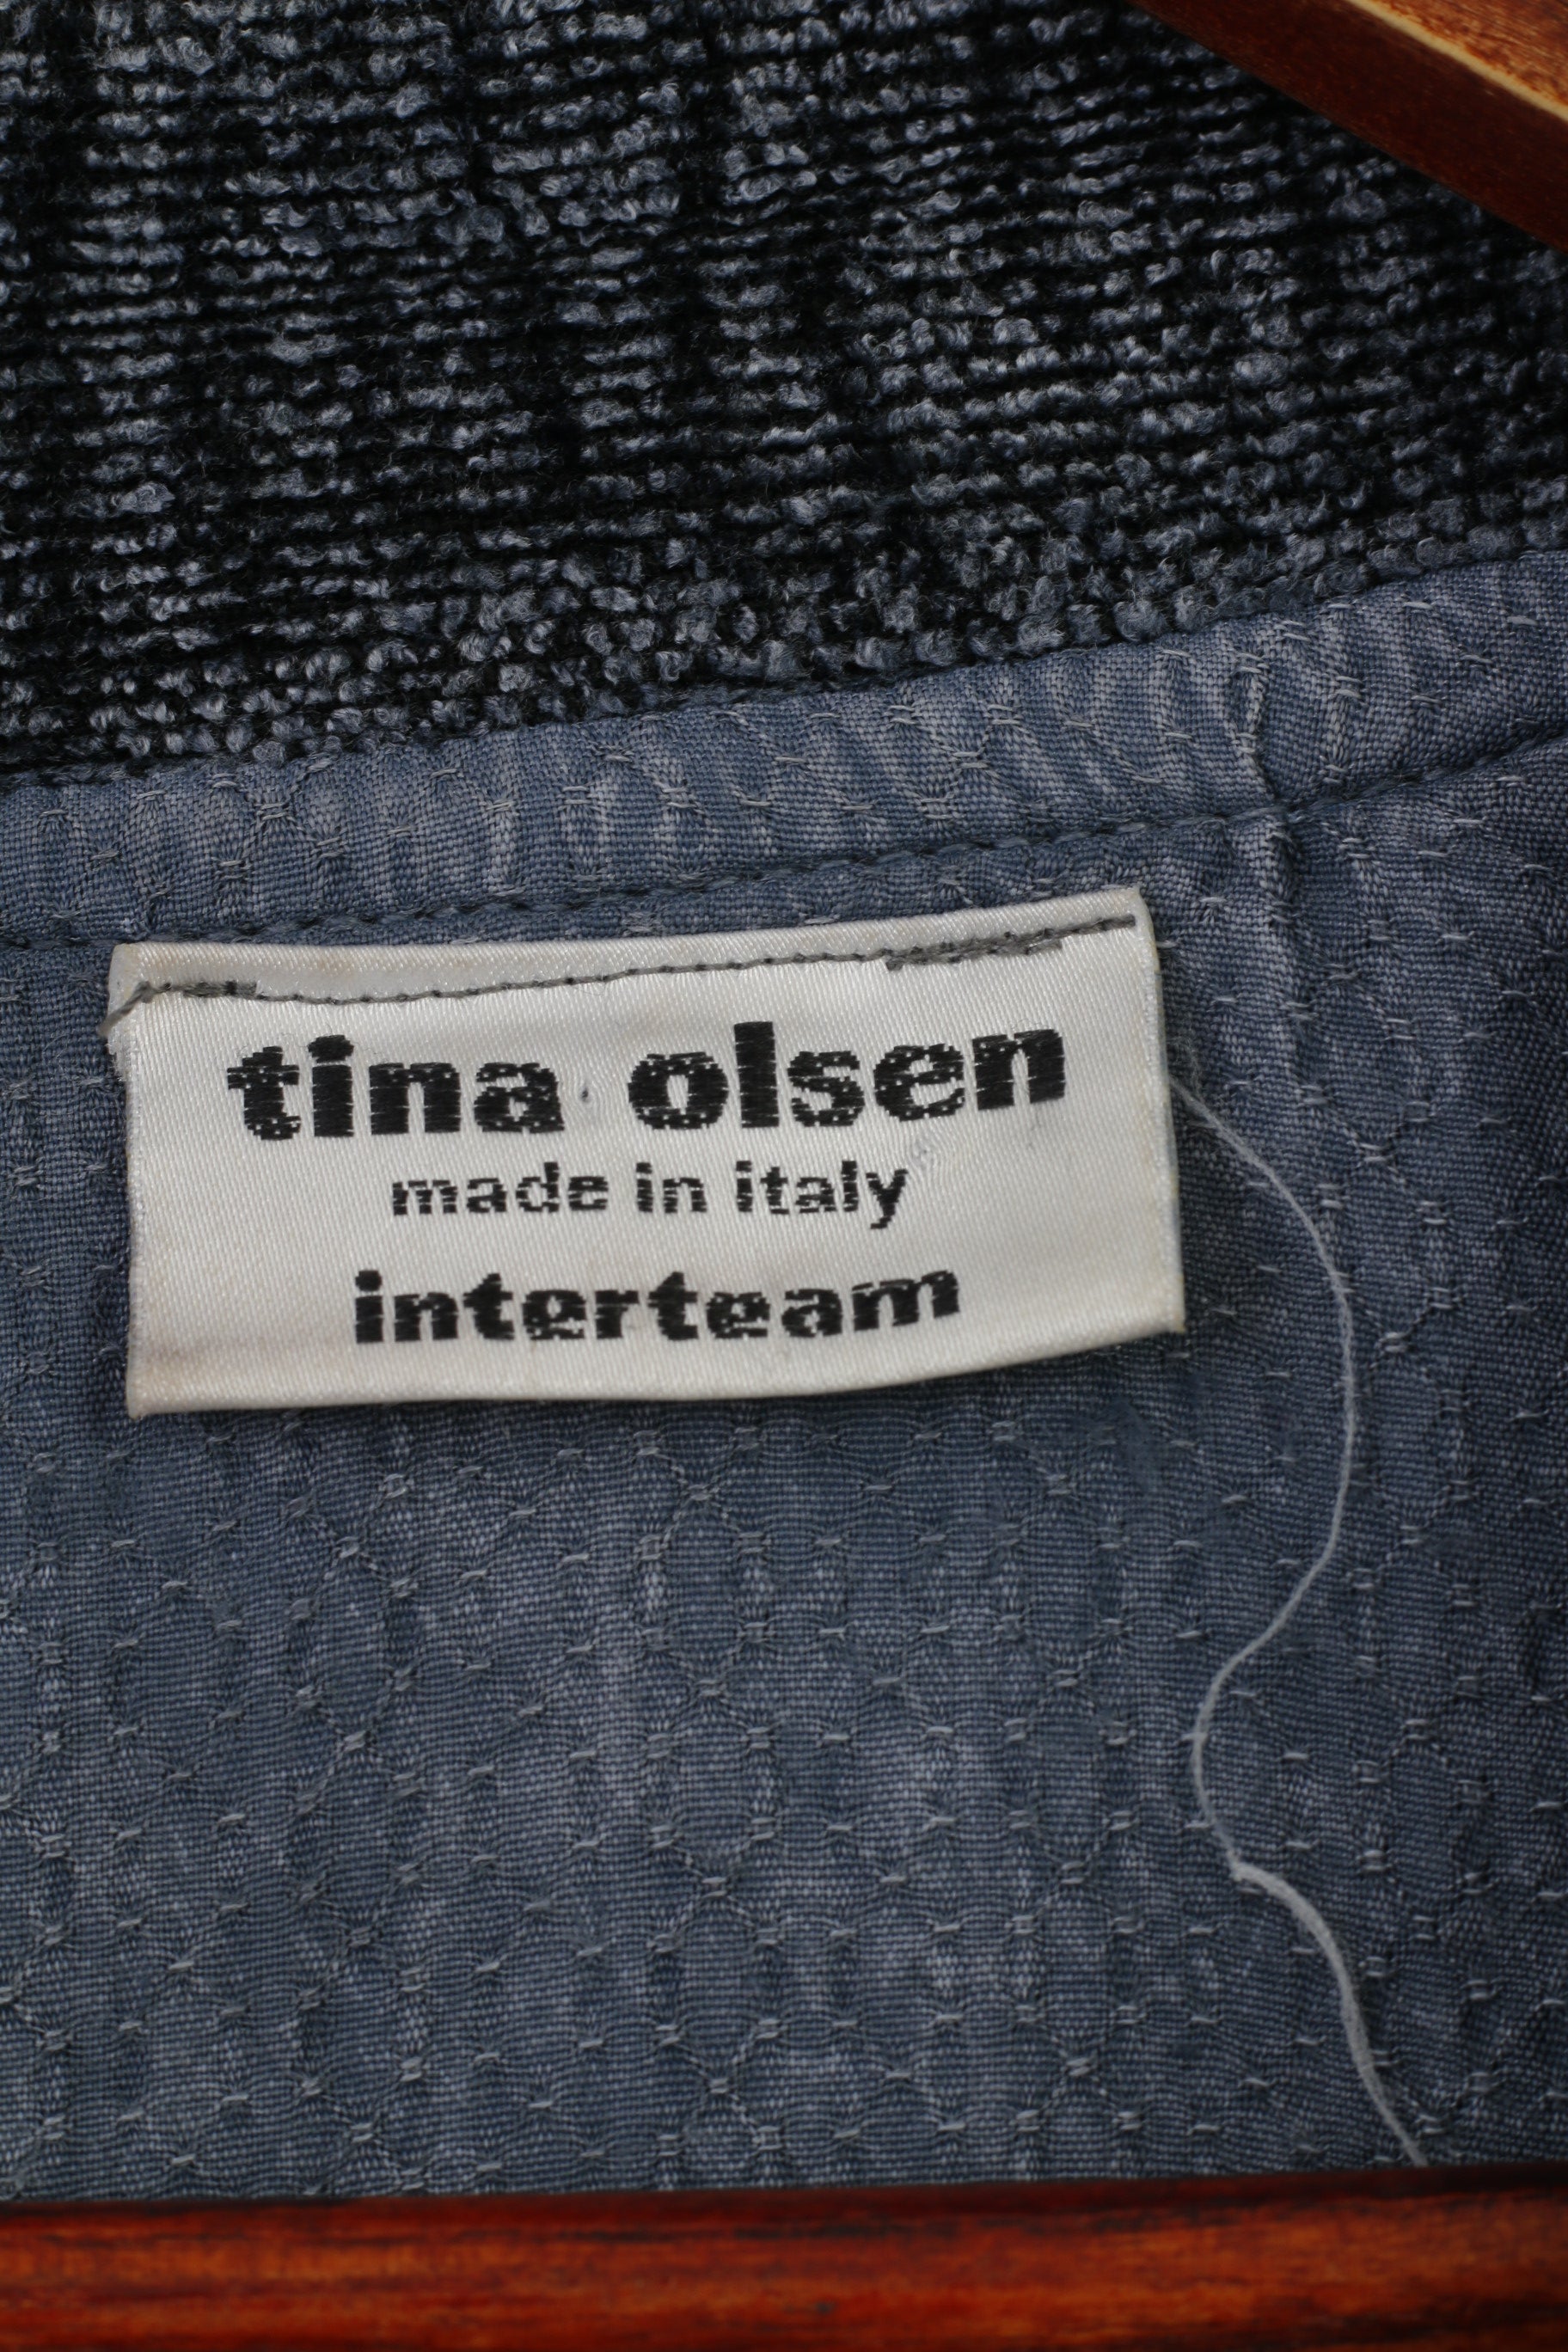 tina olsen
made in italy
interteam